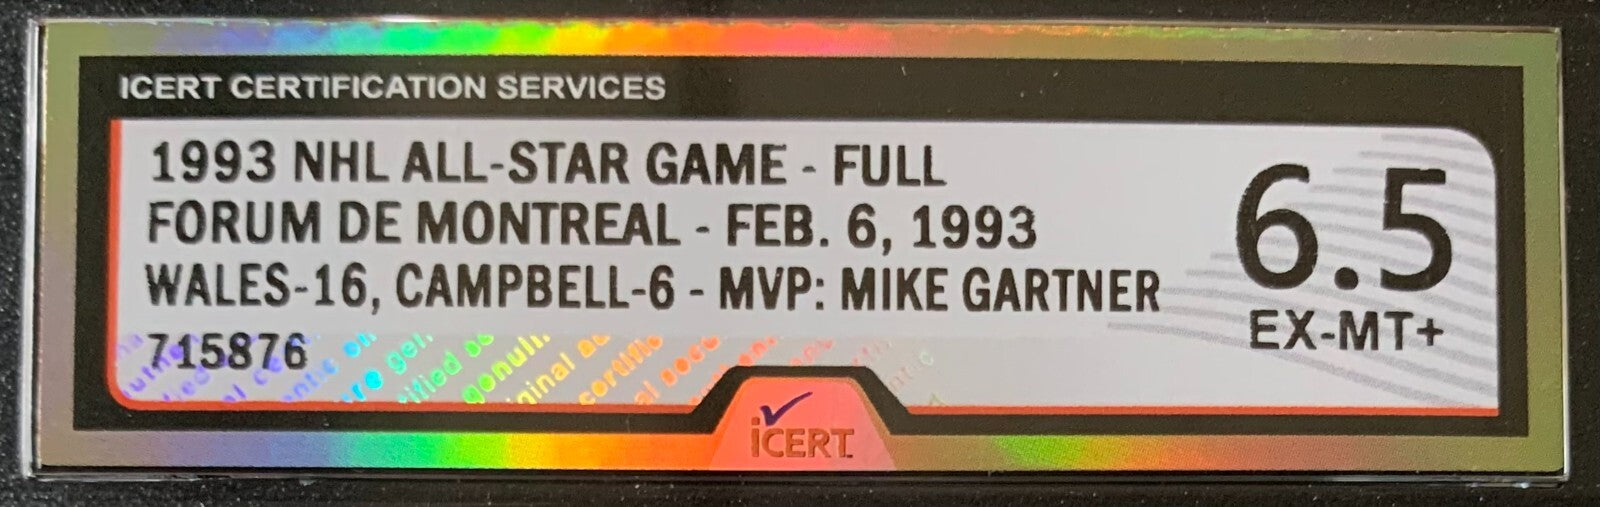 ICERT CERTIFICATION SERVICES
1993 NHL ALL-STAR GAME - FULL
FORUM DE MONTREAL - FEB. 6, 1993
WALES-16, CAMPBELL-6 - MVP: MIKE GARTNER
715876
6.5
EX-MT+
iCERT